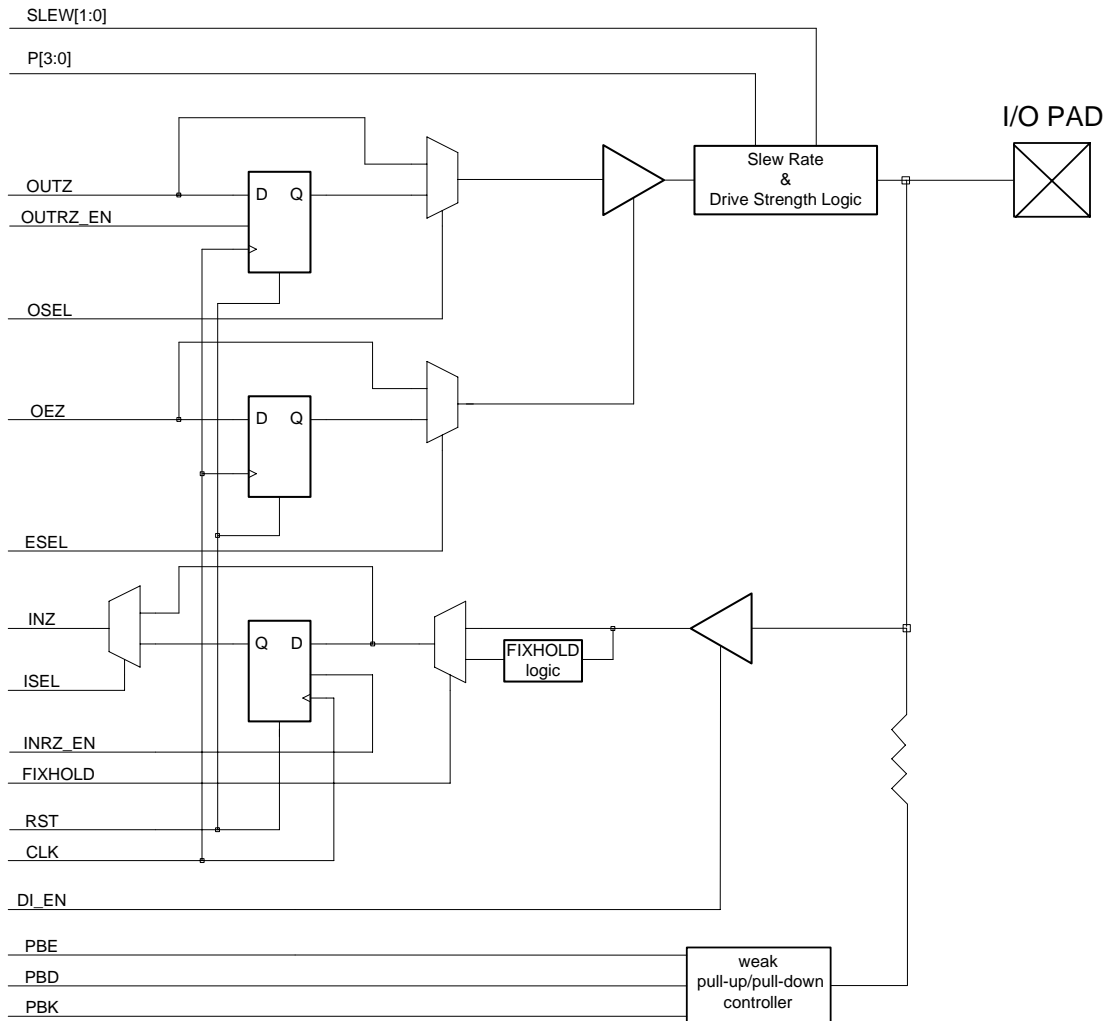 SLEW[1:0]
P[3:0]
I/O PAD
Slew Rate
&
Drive Strength Logic
OUTZ
D Q
OUTRZ_EN
OSEL
OEZ
D Q
ESEL
INZ
Q D
FIXHOLD
logic
ISEL
INRZ_EN
FIXHOLD
RST
CLK
DI_EN
PBE
PBD
PBK
weak
pull-up/pull-down
controller